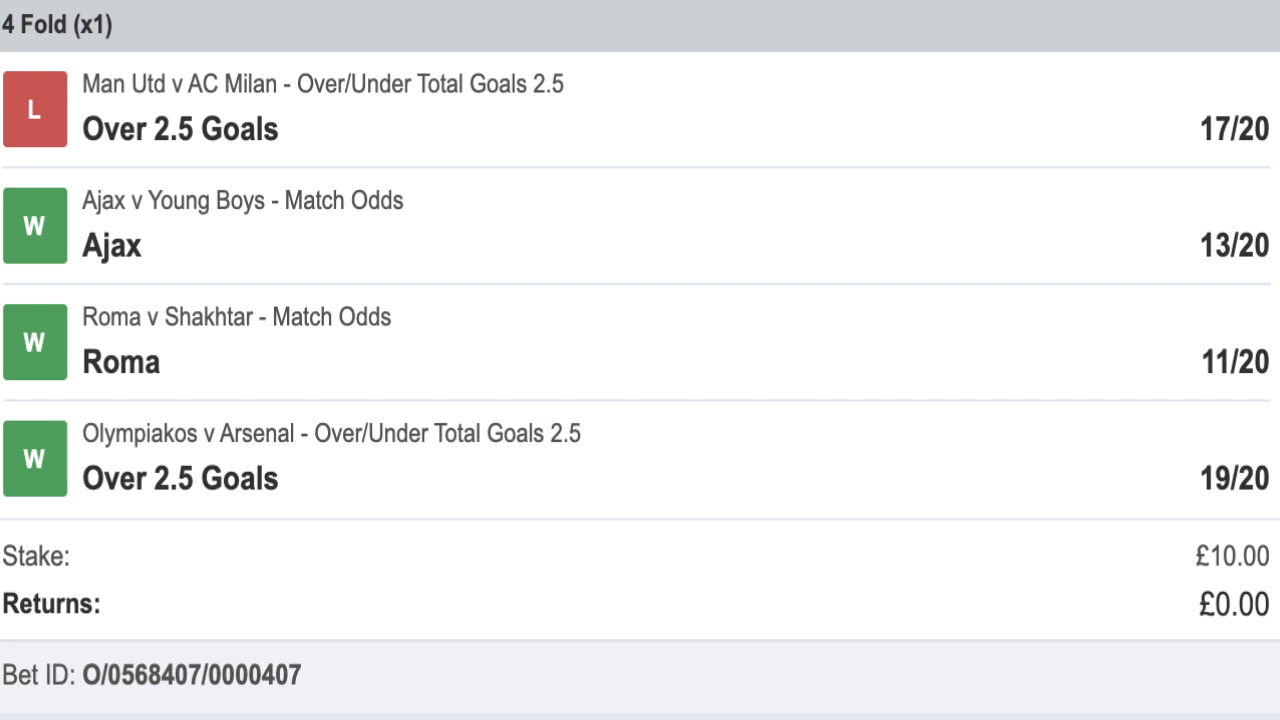 4 Fold (x1)
L
Man Utd v AC Milan - Over/Under Total Goals 2.5
Over 2.5 Goals
17/20
W
Ajax v Young Boys - Match Odds
Ajax
13/20
W
Roma v Shakhtar - Match Odds
Roma
11/20
W
Olympiakos v Arsenal - Over/Under Total Goals 2.5
Over 2.5 Goals
19/20
Stake: £10.00
Returns: £0.00
Bet ID: O/0568407/0000407